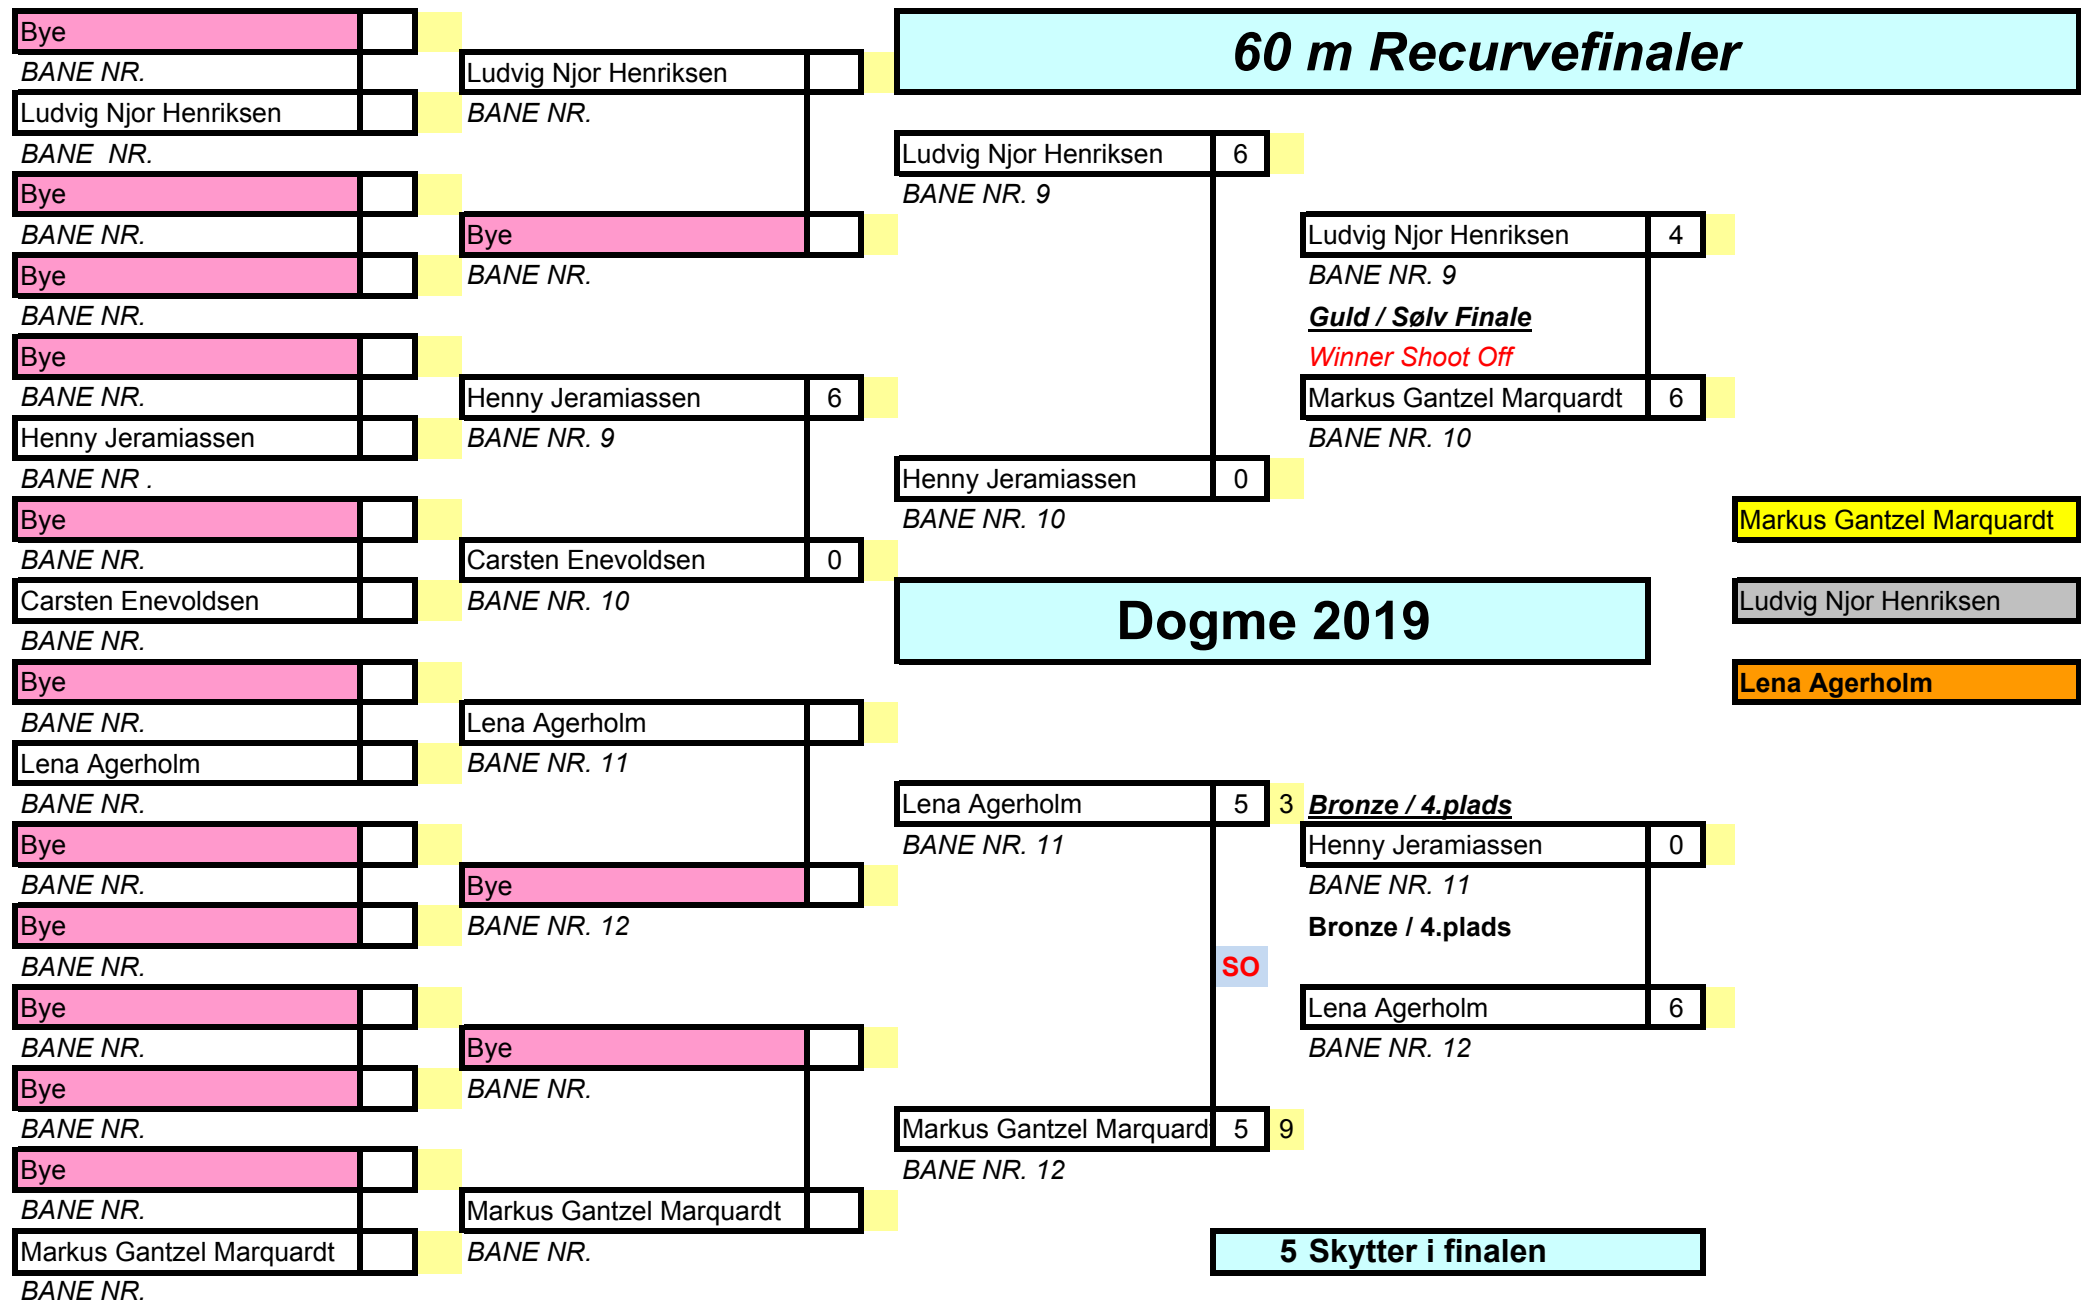 60 m Recurvefinaler
Bye
BANE NR.
Ludvig Njor Henriksen
BANE  NR.
Bye
BANE NR.
Bye
BANE NR.
Bye
BANE NR.
Henny Jeramiassen
BANE NR .
Bye
BANE NR.
Carsten Enevoldsen
BANE NR.
Bye
BANE NR.
Lena Agerholm
BANE NR.
Bye
BANE NR.
Bye
BANE NR.
Bye
BANE NR.
Bye
BANE NR.
Bye
BANE NR.
Markus Gantzel Marquardt
BANE NR.
Ludvig Njor Henriksen
BANE NR.
Bye
BANE NR.
Henny Jeramiassen 6
BANE NR. 9
Carsten Enevoldsen 0
BANE NR. 10
Lena Agerholm
BANE NR. 11
Bye
BANE NR. 12
Bye
BANE NR.
Markus Gantzel Marquardt
BANE NR.
Ludvig Njor Henriksen 6
BANE NR. 9
Henny Jeramiassen 0
BANE NR. 10
Dogme 2019
Lena Agerholm 5 3
BANE NR. 11
SO
Markus Gantzel Marquard 5 9
BANE NR. 12
Ludvig Njor Henriksen 4
BANE NR. 9
Guld / Sølv Finale
Winner Shoot Off
Markus Gantzel Marquardt 6
BANE NR. 10
Bronze / 4.plads
Henny Jeramiassen 0
BANE NR. 11
Bronze / 4.plads
Lena Agerholm 6
BANE NR. 12
5 Skytter i finalen
Markus Gantzel Marquardt
Ludvig Njor Henriksen
Lena Agerholm